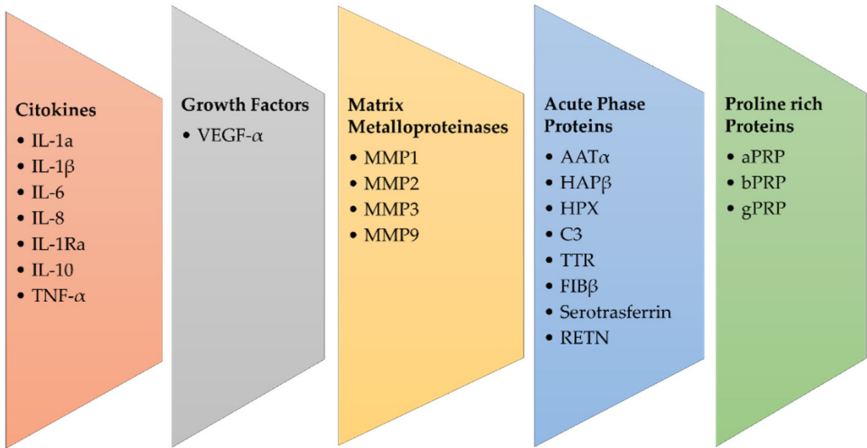 Citokines
• IL-1a
• IL-1β
• IL-6
• IL-8
• IL-1Ra
• IL-10
• TNF-α
Growth Factors
• VEGF-α
Matrix
Metalloproteinases
• MMP1
• MMP2
• MMP3
• MMP9
Acute Phase
Proteins
• AATα
• HAPβ
• HPX
• C3
• TTR
• FIBβ
• Serotrasferrin
• RETN
Proline rich
Proteins
• aPRP
• bPRP
• gPRP